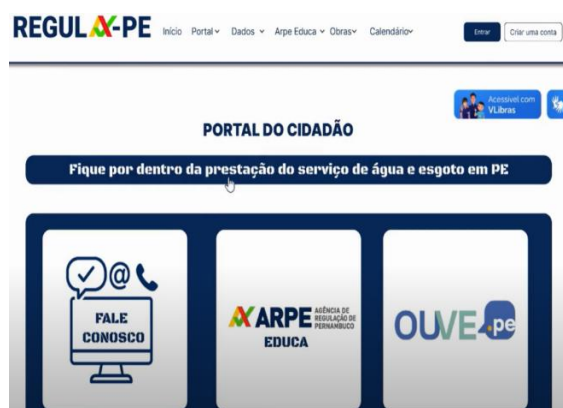 REGULA-PE Início Portal Dados Arpe Educa Obras Calendário Entrar Criar uma conta
Acessível com
VLibras
PORTAL DO CIDADÃO
Fique por dentro da prestação do serviço de água e esgoto em PE
@
FALE
CONOSCO
ARPE AGÊNCIA DE
REGULAÇÃO DE
PERNAMBUCO
EDUCA
OUVE.pe